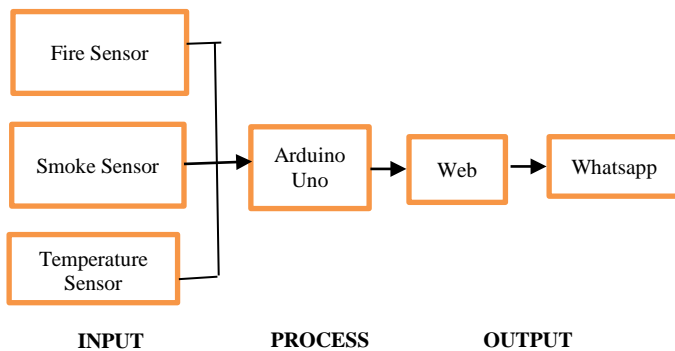 Fire Sensor
Smoke Sensor
Temperature
Sensor
Arduino
Uno
Web
Whatsapp
INPUT
PROCESS
OUTPUT